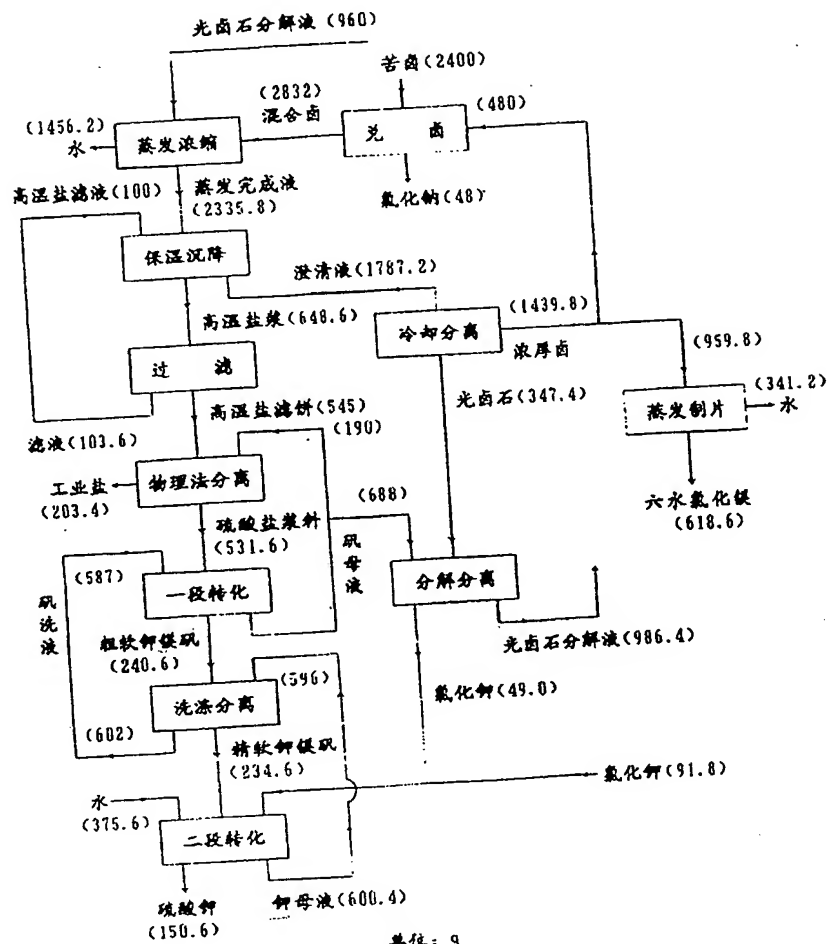 光卤石分解液(960)
苦卤(2400)
(2832)
混合卤
(480)
(1456.2)
水
蒸发浓缩
兑 卤
高温盐滤液(100)
蒸发完成液
(2335.8)
氯化钠(48)
保温沉降
澄清液(1787.2)
(1439.8)
高温盐浆(648.6)
冷却分离
浓厚卤
(959.8)
过 滤
(341.2)
水
高温盐滤饼(545)
光卤石(347.4)
蒸发制片
滤液(103.6)
(190)
工业盐
(203.4)
物理法分离
(688)
六水氯化镁
(618.6)
硫酸盐浆料
(531.6)
矾母液
(587)
一段转化
分解分离
矾洗液
粗软钾镁矾
(240.6)
光卤石分解液(986.4)
(596)
氯化钾(49.0)
洗涤分离
(602)
精软钾镁矾
(234.6)
水
(375.6)
氯化钾(91.8)
二段转化
硫酸钾
(150.6)
钾母液(600.4)
单位: g